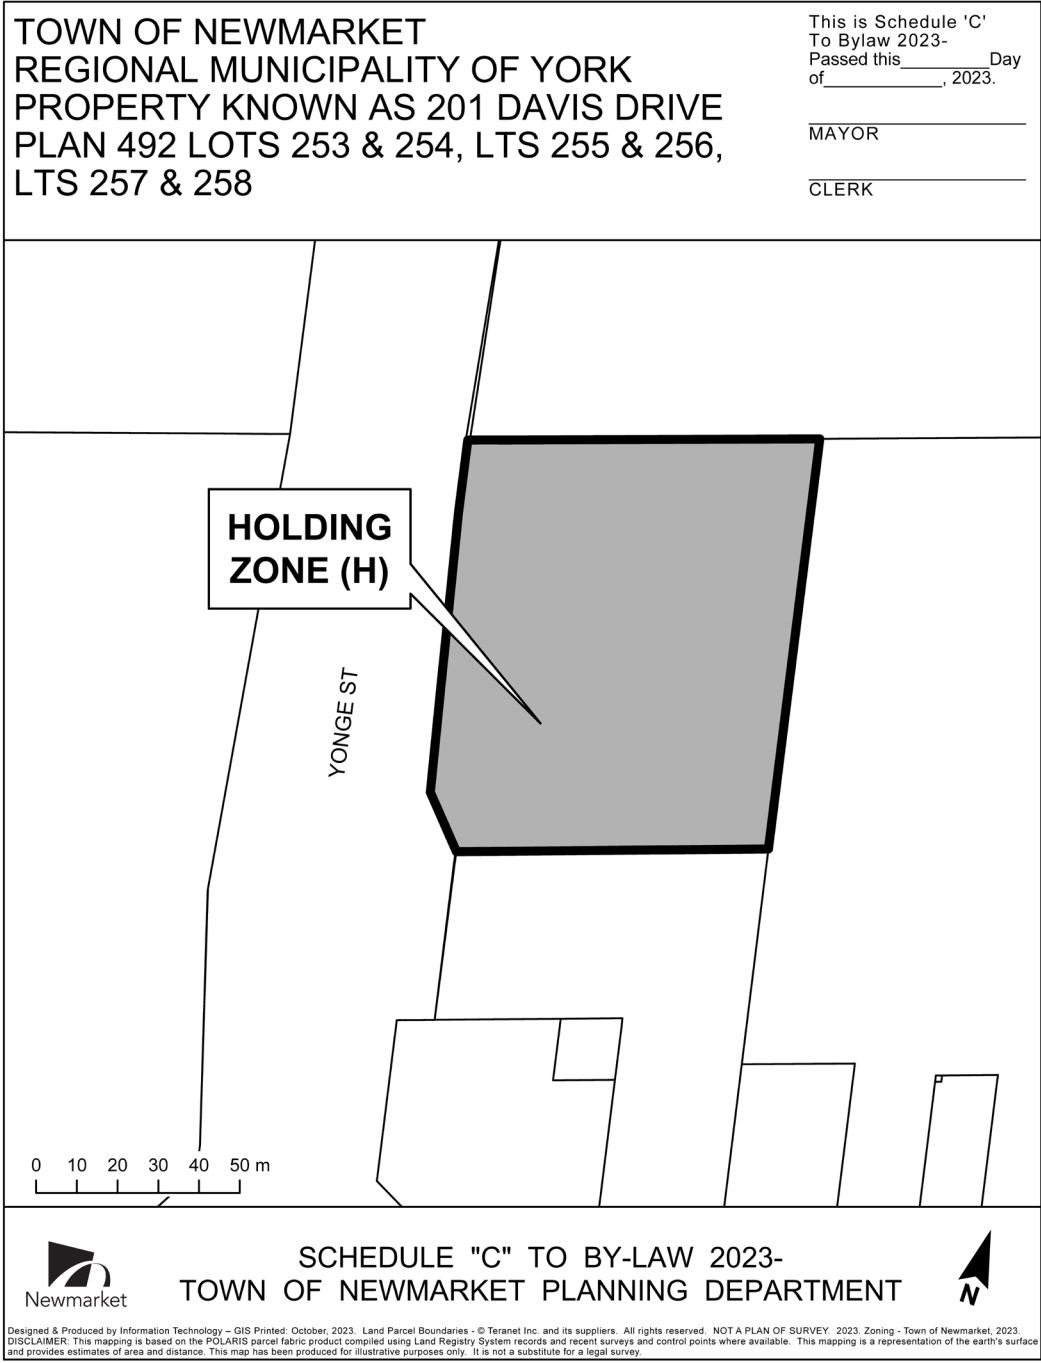 TOWN OF NEWMARKET
REGIONAL MUNICIPALITY OF YORK
PROPERTY KNOWN AS 201 DAVIS DRIVE
PLAN 492 LOTS 253 & 254, LTS 255 & 256,
LTS 257 & 258
This is Schedule 'C'
To Bylaw 2023-
Passed this_________Day
of____________, 2023.
MAYOR
CLERK
HOLDING
ZONE (H)
YONGE ST
0 10 20 30 40 50 m
Newmarket
SCHEDULE "C" TO BY-LAW 2023-
TOWN OF NEWMARKET PLANNING DEPARTMENT
N
Designed & Produced by Information Technology – GIS Printed: October, 2023. Land Parcel Boundaries - © Teranet Inc. and its suppliers. All rights reserved. NOT A PLAN OF SURVEY. 2023. Zoning - Town of Newmarket, 2023.
DISCLAIMER: This mapping is based on the POLARIS parcel fabric product compiled using Land Registry System records and recent surveys and control points where available. This mapping is a representation of the earth's surface
and provides estimates of area and distance. This map has been produced for illustrative purposes only. It is not a substitute for a legal survey.